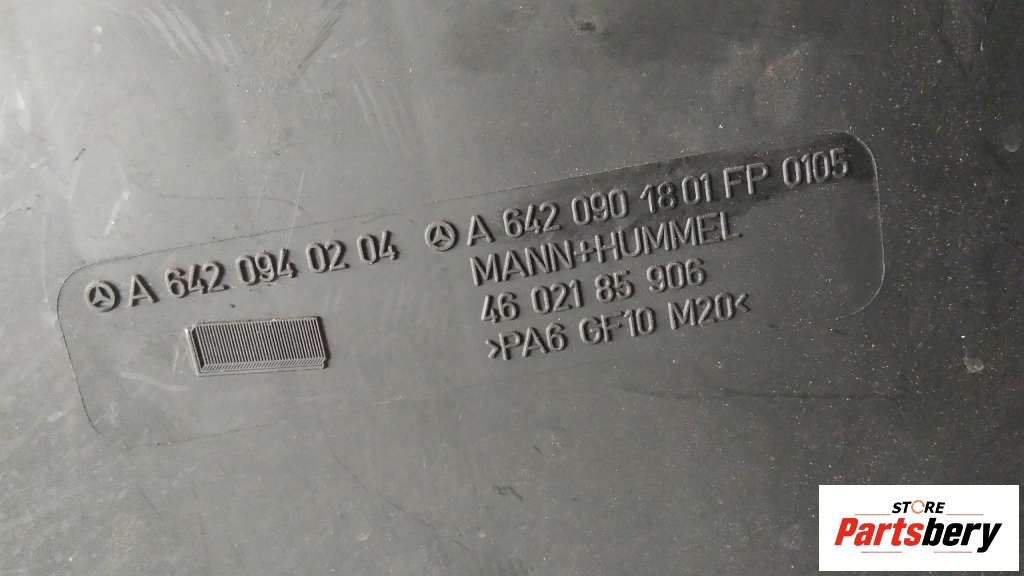 A 642 094 02 04
A 642 090 18 01 FP 0105
MANN+HUMMEL
46 021 85 906
>PA6 GF10 M20<
STORE
Partsbery